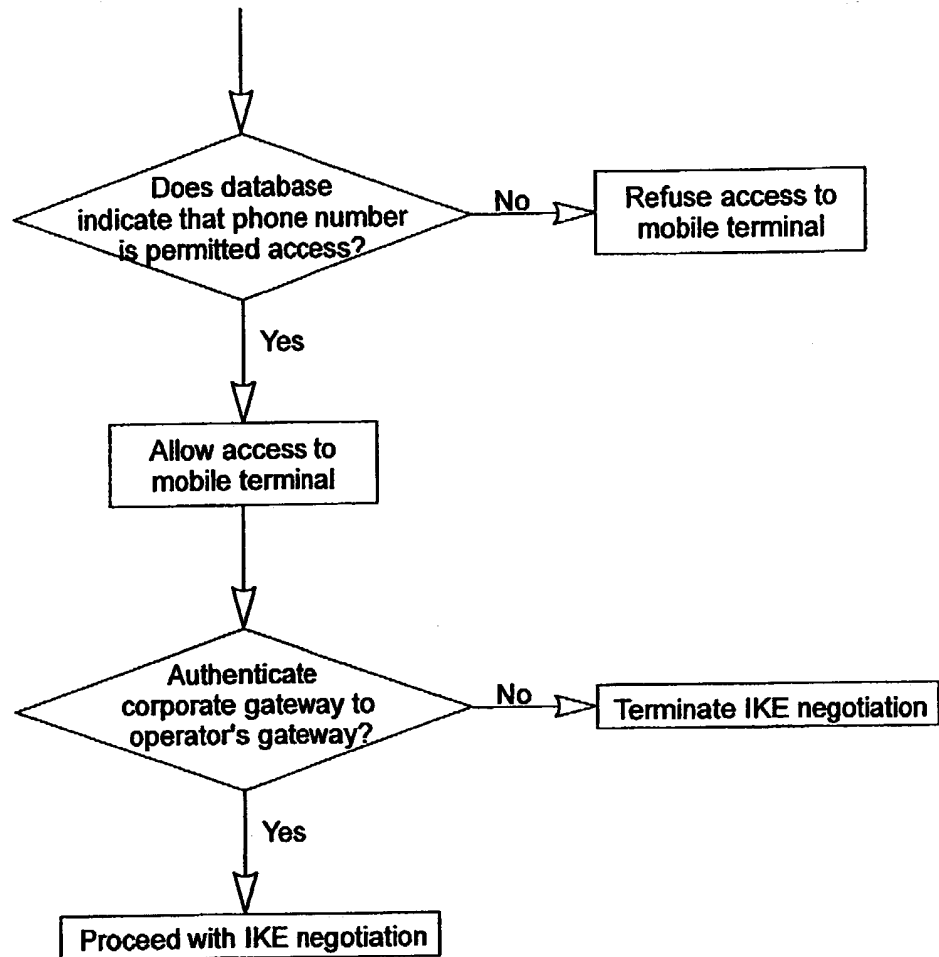 Does database
indicate that phone number
is permitted access?
No
Refuse access to
mobile terminal
Yes
Allow access to
mobile terminal
Authenticate
corporate gateway to
operator's gateway?
No
Terminate IKE negotiation
Yes
Proceed with IKE negotiation